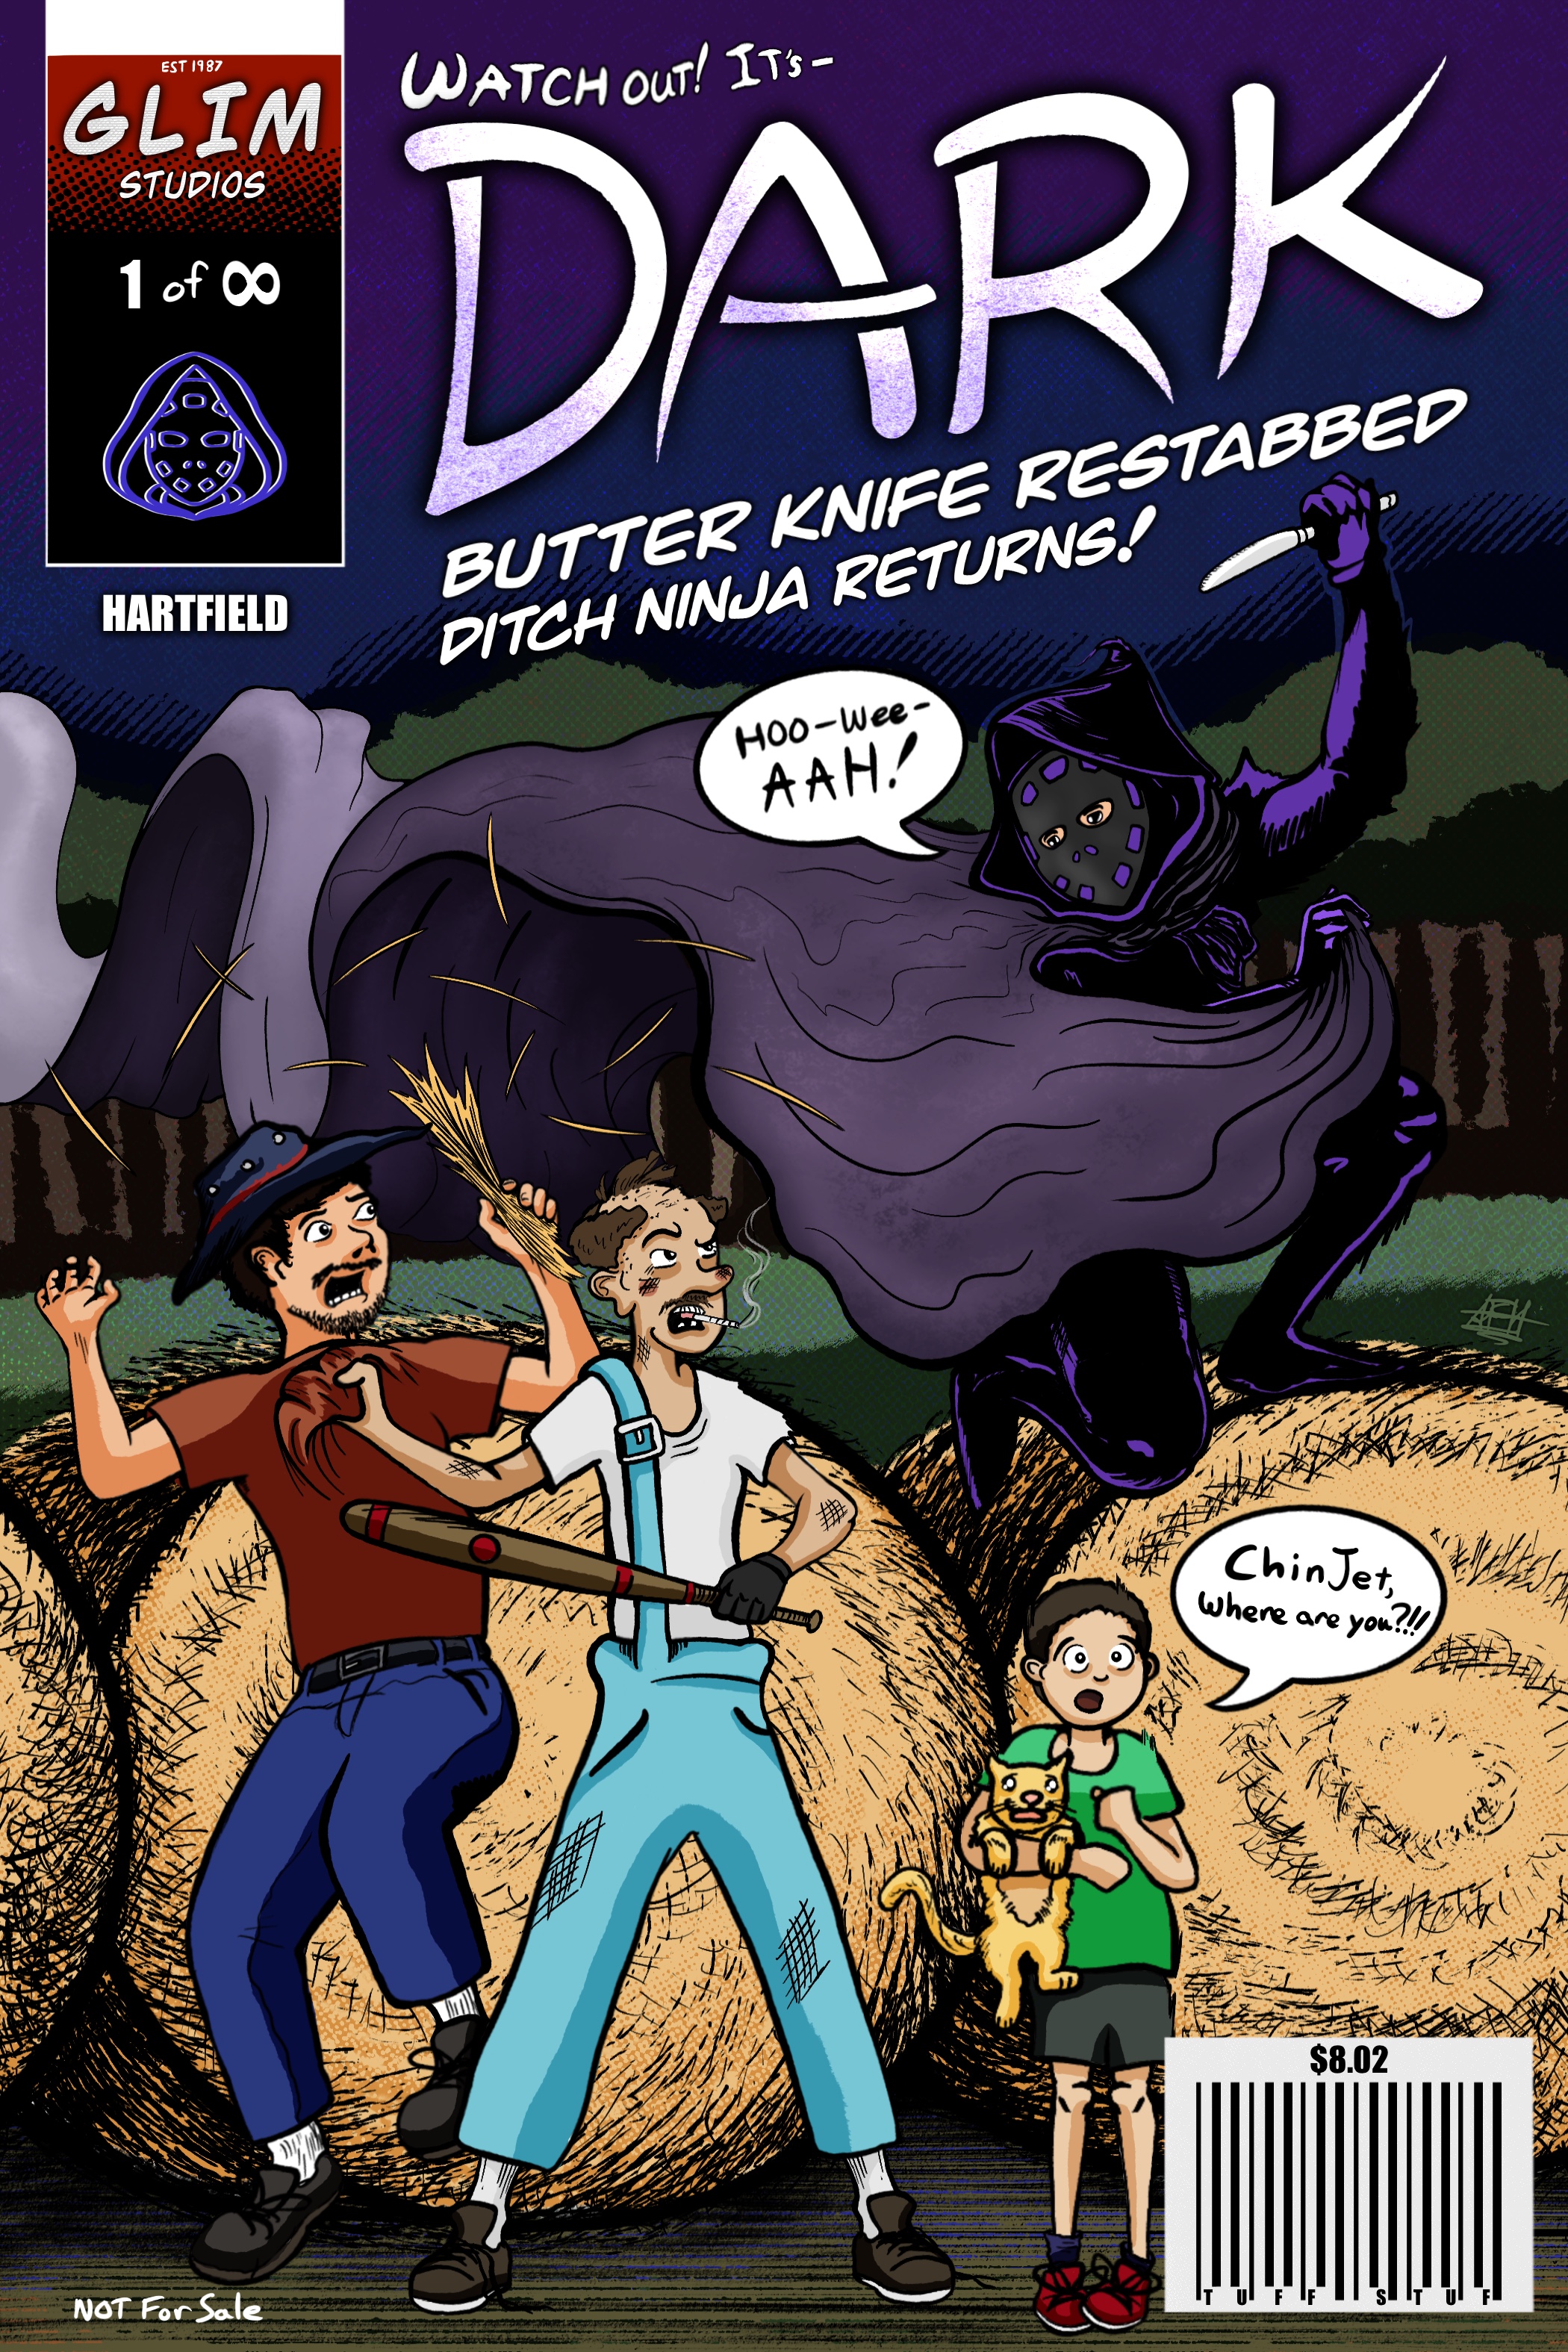 EST 1987
GLIM
STUDIOS
1 of ∞
HARTFIELD
WATCH OUT! IT'S-
DARK
BUTTER KNIFE RESTABBED
DITCH NINJA RETURNS!
HOO-WEE-
AAH!
ChinJet,
Where are you?!!
$8.02
TUFF STUF
NOT For Sale